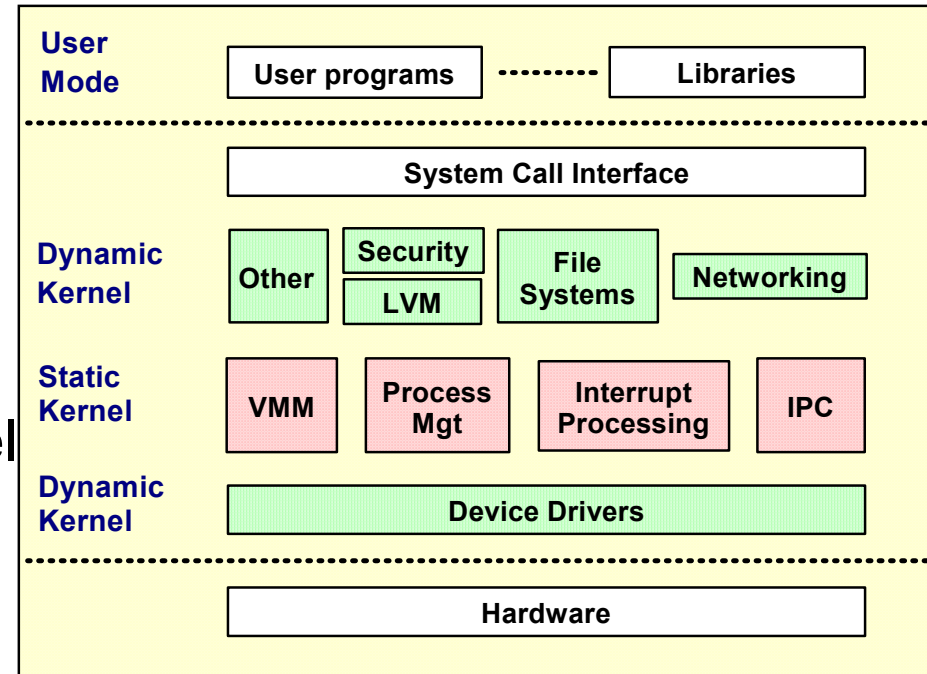 User
Mode
User programs
Libraries
System Call Interface
Dynamic
Kernel
Other
Security
LVM
File
Systems
Networking
Static
Kernel
VMM
Process
Mgt
Interrupt
Processing
IPC
el
Dynamic
Kernel
Device Drivers
Hardware